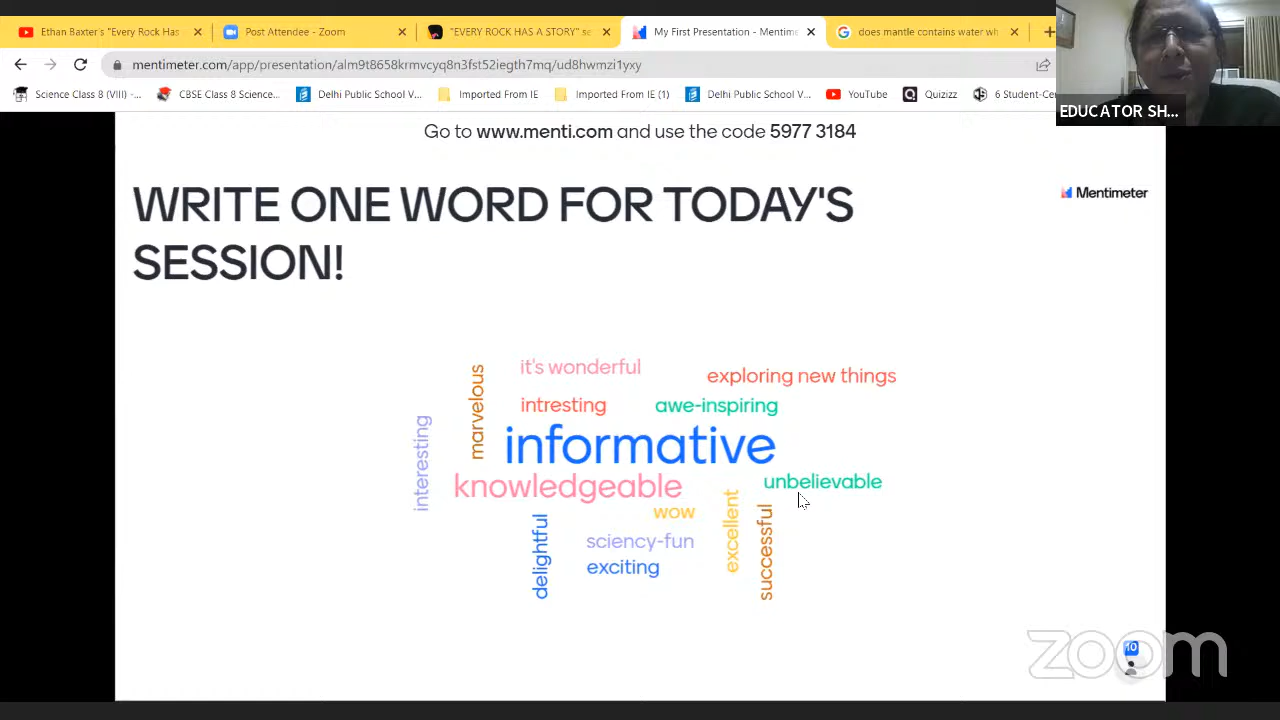 Ethan Baxter's "Every Rock Has
Post Attendee - Zoom
"EVERY ROCK HAS A STORY" se
My First Presentation - Mentime
does mantle contains water wh
mentimeter.com/app/presentation/alm9t8658krmvcyq8n3fst52iegth7mq/ud8hwmzi1yxy
Science Class 8 (VIII) -...
CBSE Class 8 Science...
Delhi Public School V...
Imported From IE
Imported From IE (1)
Delhi Public School V...
YouTube
Quizizz
6 Student-Ce
EDUCATOR SH...
Go to www.menti.com and use the code 5977 3184
WRITE ONE WORD FOR TODAY'S
SESSION!
Mentimeter
it's wonderful
exploring new things
marvelous
intresting
awe-inspiring
interesting
informative
knowledgeable
unbelievable
wow
excellent
successful
delightful
sciency-fun
exciting
zoom
10